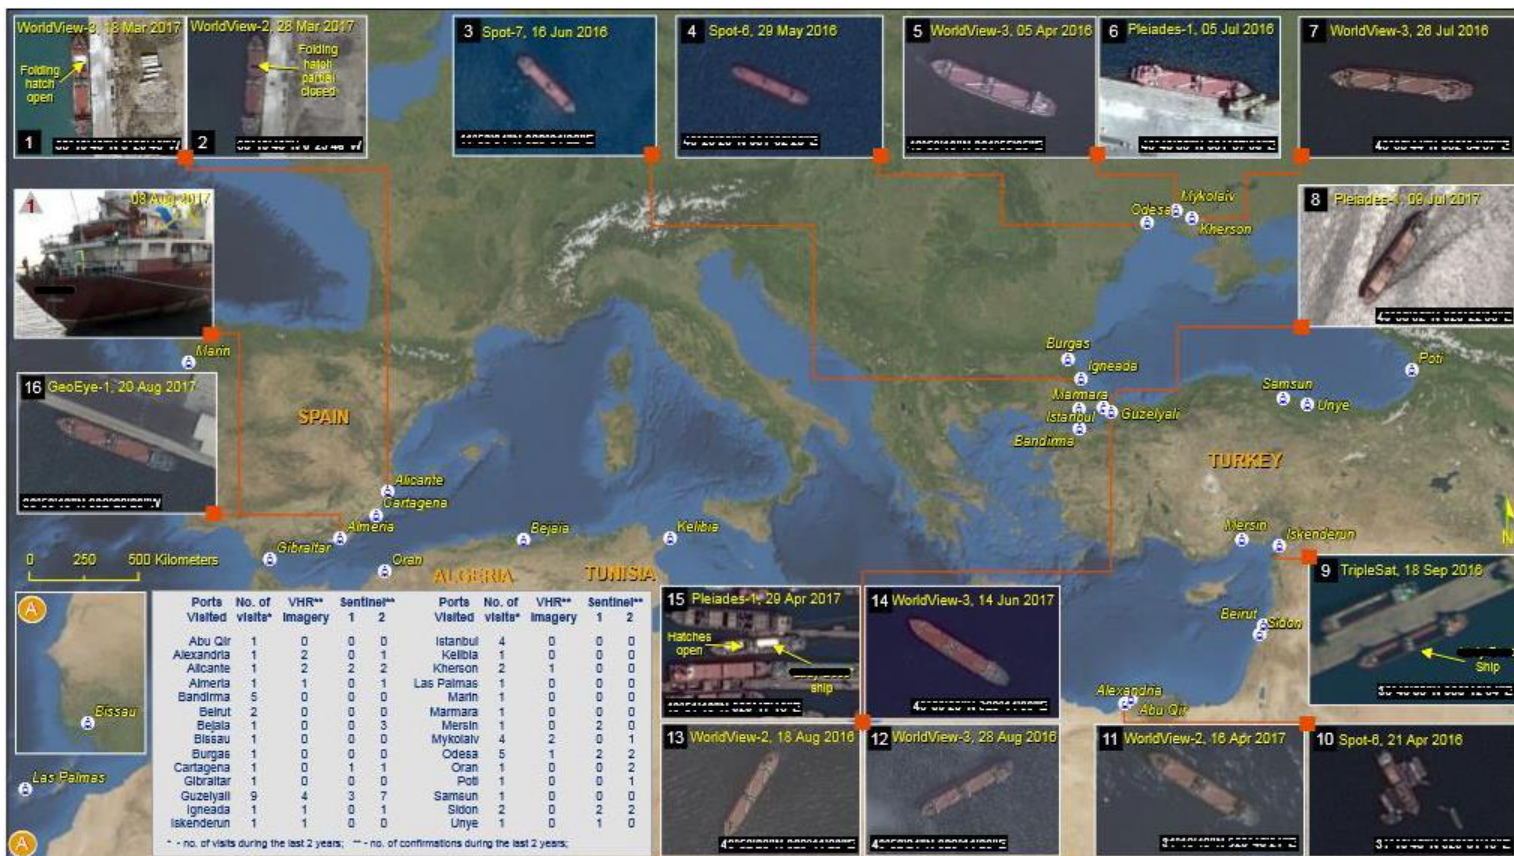 WorldView-3, 18 Mar 2017
Folding
hatch
open
1
WorldView-2, 28 Mar 2017
Folding
hatch
partial
closed
2
3 Spot-7, 16 Jun 2016
4 Spot-6, 29 May 2016
5 WorldView-3, 05 Apr 2016
6 Pleiades-1, 05 Jul 2016
7 WorldView-3, 26 Jul 2016
1
08 Aug 2017
8 Pleiades-1, 09 Jul 2017
16 GeoEye-1, 20 Aug 2017
Mykolaiv
Odesa
Kherson
Marin
Burgas
Igneada
Poti
Marmara
Samsun
Istanbul
Guzelyali
Unye
Bandirma
SPAIN
TURKEY
Alicante
Cartagena
Almeria
Bejaia
Kelibia
Mersin
Iskenderun
Gibraltar
Oran
N
0 250 500 Kilometers
ALGERIA
TUNISIA
A
Bissau
Las Palmas
A
Beirut
Sidon
Alexandria
Abu Qir
9 TripleSat, 18 Sep 2016
Ship
15 Pleiades-1, 29 Apr 2017
Hatches
open
ship
14 WorldView-3, 14 Jun 2017
13 WorldView-2, 18 Aug 2016
12 WorldView-3, 28 Aug 2016
11 WorldView-2, 16 Apr 2017
10 Spot-6, 21 Apr 2016
Ports No. of VHR** Sentinel** Ports No. of VHR** Sentinel**
Visited visits* Imagery 1 2 Visited visits* Imagery 1 2
Abu Qir 1 0 0 0 Istanbul 4 0 0 0
Alexandria 1 2 0 1 Kelibia 1 0 0 0
Alicante 1 2 2 2 Kherson 2 1 0 0
Almeria 1 1 0 1 Las Palmas 1 0 0 0
Bandirma 5 0 0 0 Marin 1 0 0 0
Beirut 2 0 0 0 Marmara 1 0 0 0
Bejaia 1 0 0 3 Mersin 1 0 2 0
Bissau 1 0 0 0 Mykolaiv 4 2 0 1
Burgas 1 0 0 0 Odesa 5 1 2 2
Cartagena 1 0 1 1 Oran 1 0 0 2
Gibraltar 1 0 0 0 Poti 1 0 0 1
Guzelyali 9 4 3 7 Samsun 1 0 0 0
Igneada 1 1 0 1 Sidon 2 0 2 2
Iskenderun 1 1 0 0 Unye 1 0 1 0
* - no. of visits during the last 2 years; ** - no. of confirmations during the last 2 years;